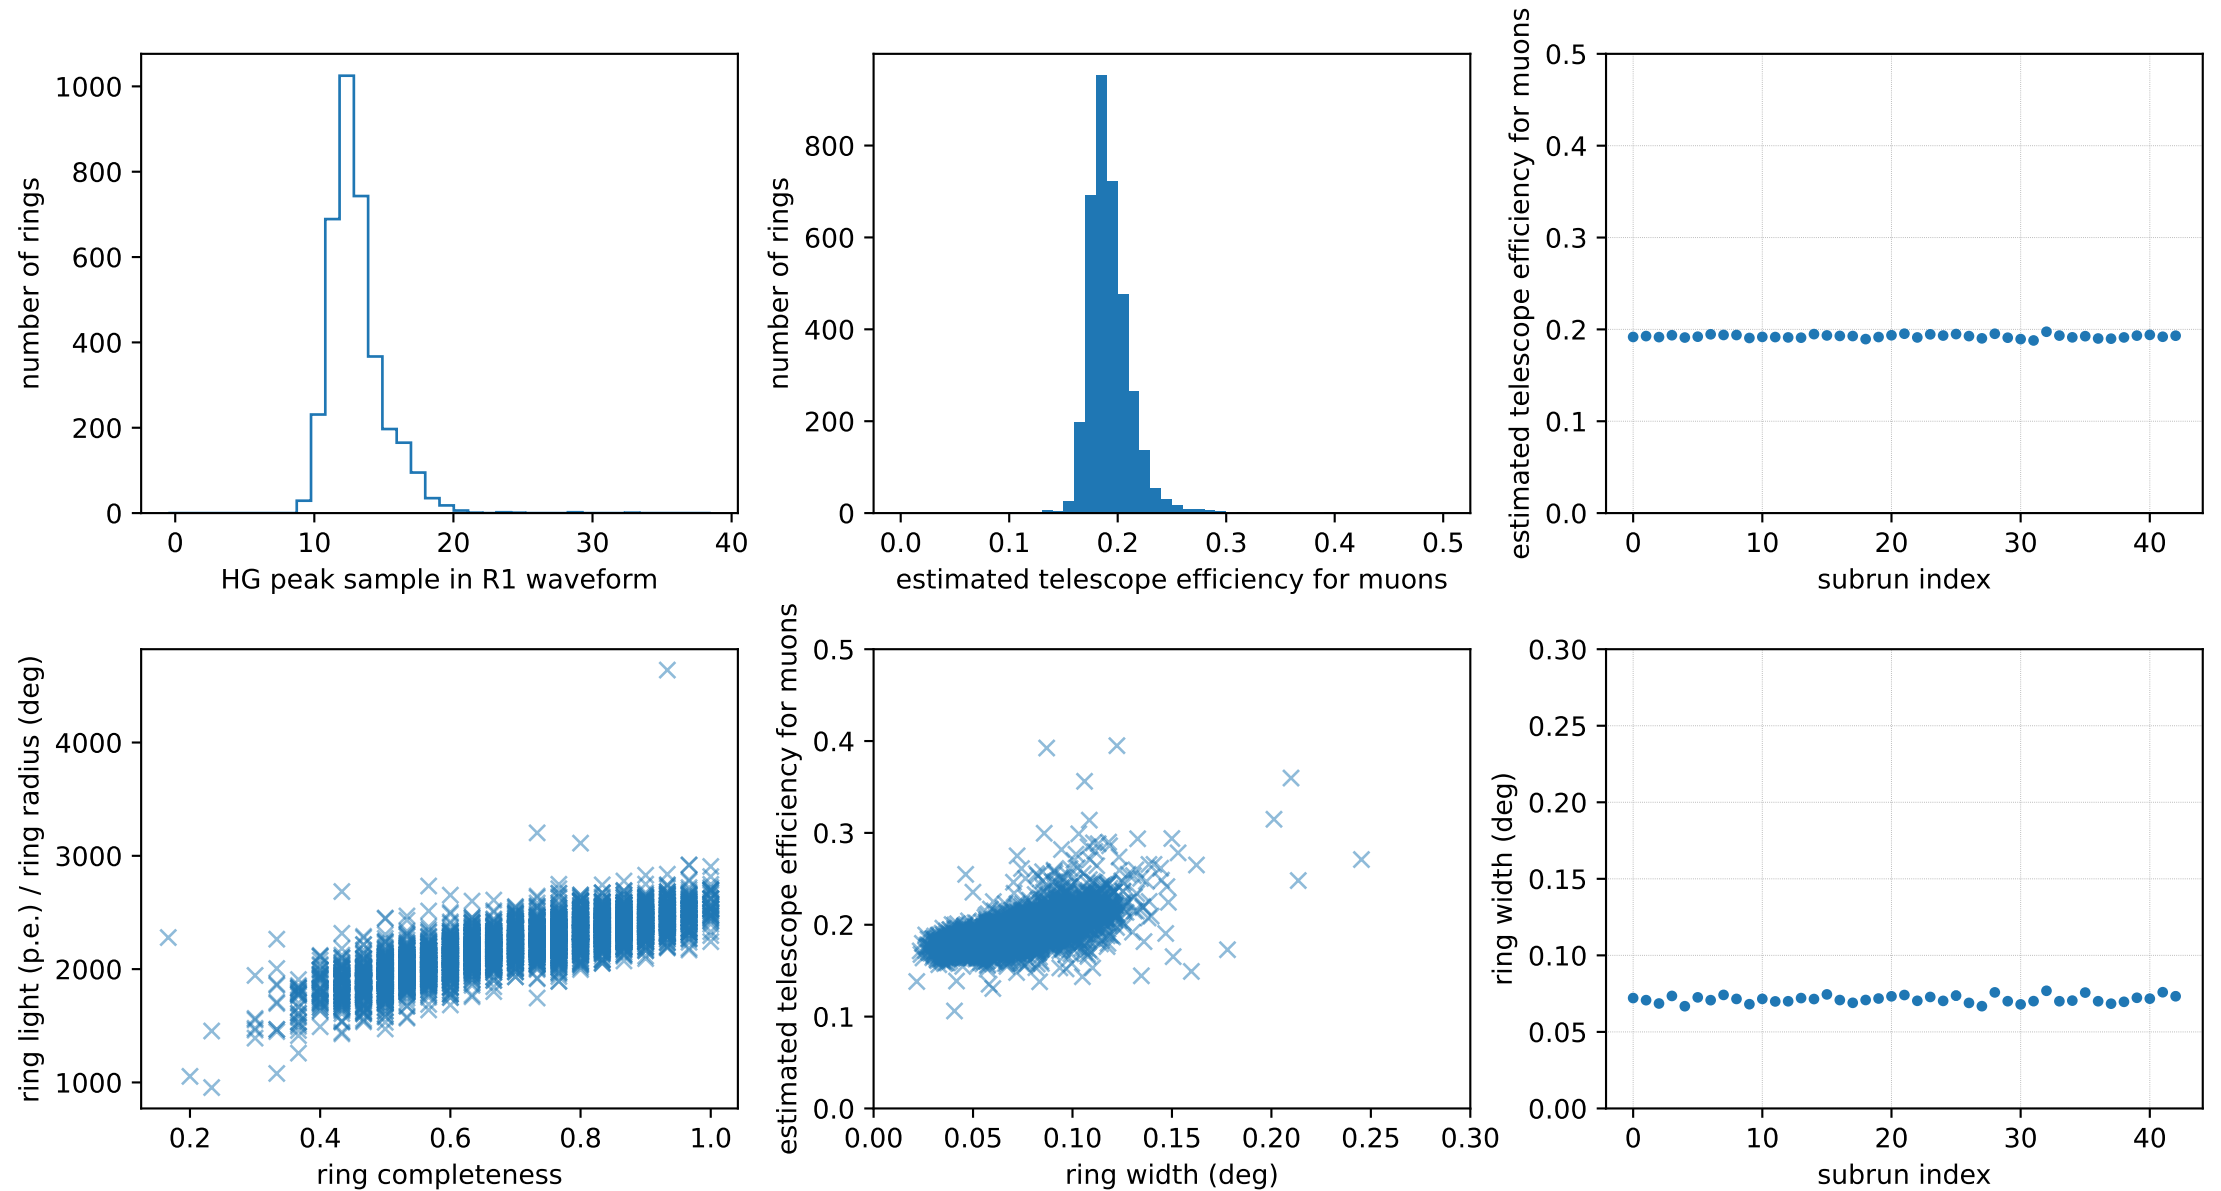 number of rings
1000
800
600
400
200
0
0 10 20 30 40
HG peak sample in R1 waveform
number of rings
800
600
400
200
0
0.0 0.1 0.2 0.3 0.4 0.5
estimated telescope efficiency for muons
estimated telescope efficiency for muons
0.5
0.4
0.3
0.2
0.1
0.0
0 10 20 30 40
subrun index
ring light (p.e.) / ring radius (deg)
4000
3000
2000
1000
0.2 0.4 0.6 0.8 1.0
ring completeness
estimated telescope efficiency for muons
0.5
0.4
0.3
0.2
0.1
0.0
0.00 0.05 0.10 0.15 0.20 0.25 0.30
ring width (deg)
ring width (deg)
0.30
0.25
0.20
0.15
0.10
0.05
0.00
0 10 20 30 40
subrun index